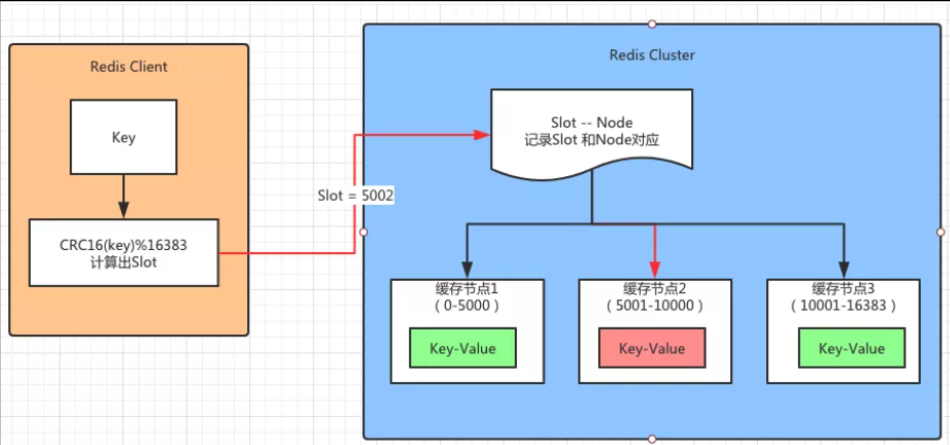 Redis Client
Key
CRC16(key)%16383
计算出Slot
Slot = 5002
Redis Cluster
Slot -- Node
记录Slot 和Node对应
缓存节点1
（0-5000）
Key-Value
缓存节点2
（5001-10000）
Key-Value
缓存节点3
（10001-16383）
Key-Value